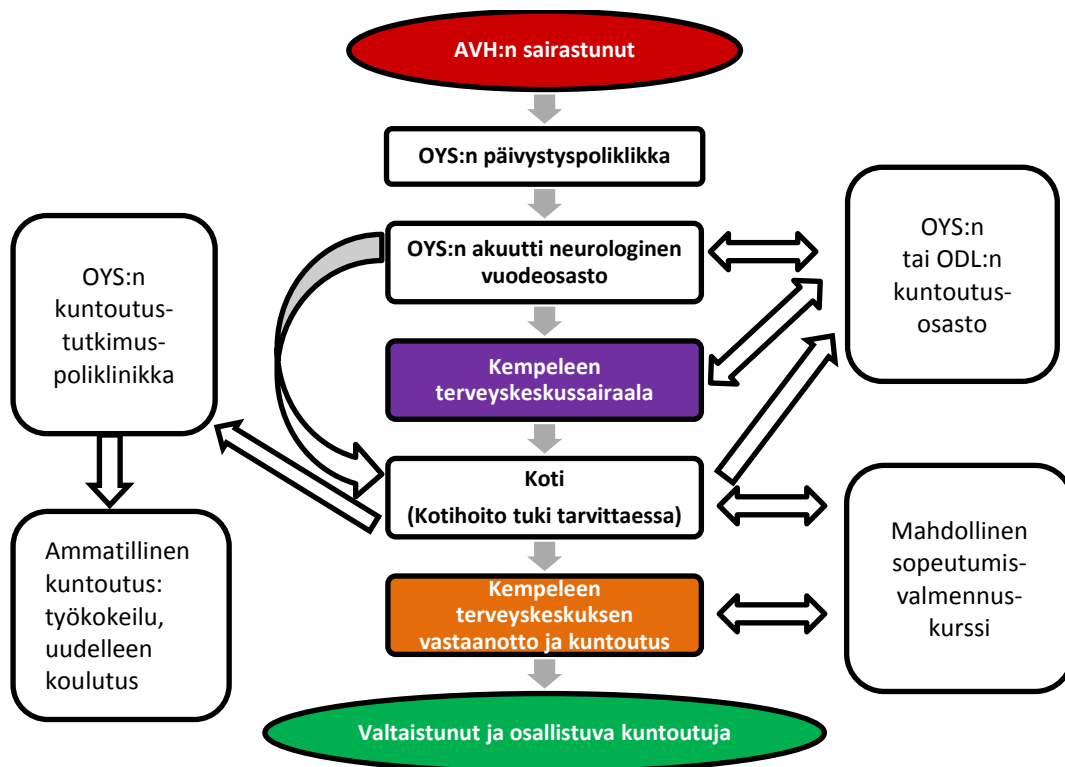 AVH:n sairastunut
OYS:n päivystyspoliklikka
OYS:n akuutti neurologinen
vuodeosasto
Kempeleen
terveyskeskussairaala
Koti
(Kotihoito tuki tarvittaessa)
Kempeleen
terveyskeskuksen
vastaanotto ja kuntoutus
Valtaistunut ja osallistuva kuntoutuja
OYS:n
kuntoutus-
tutkimus-
poliklinikka
Ammatillinen
kuntoutus:
työkokeilu,
uudelleen
koulutus
OYS:n
tai ODL:n
kuntoutus-
osasto
Mahdollinen
sopeutumis-
valmennus-
kurssi